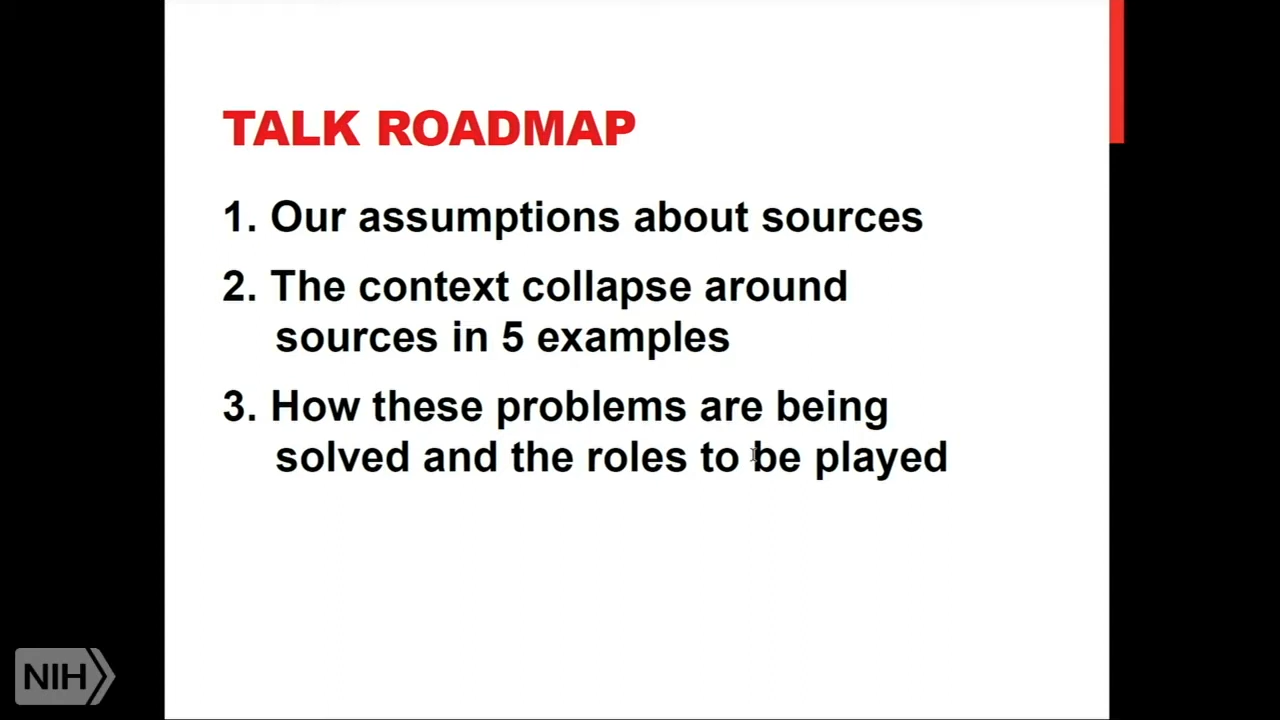 TALK ROADMAP
1. Our assumptions about sources
2. The context collapse around
sources in 5 examples
3. How these problems are being
solved and the roles to be played
NIH